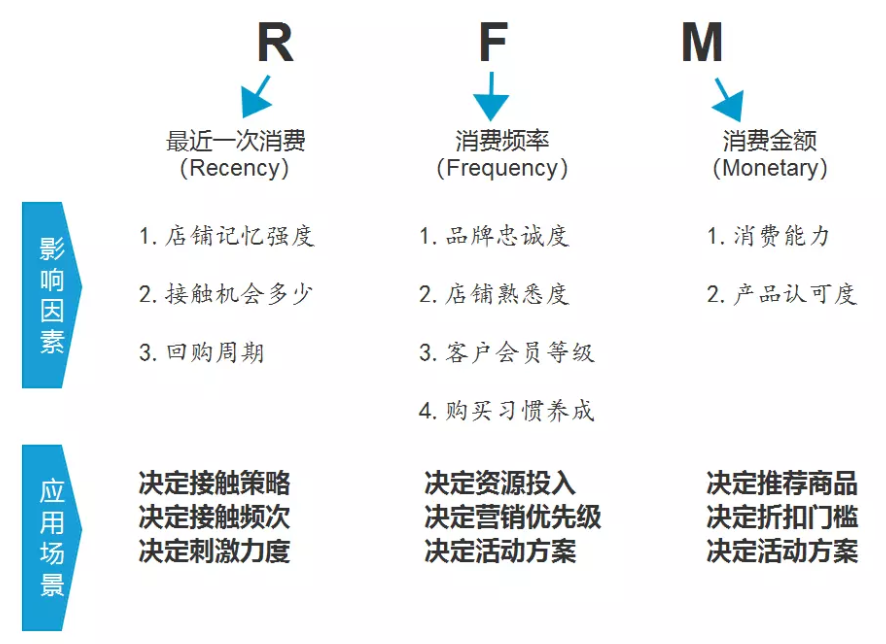 R F M
最近一次消费 消费频率 消费金额
（Recency） （Frequency） （Monetary）
影响因素
1. 店铺记忆强度 1. 品牌忠诚度 1. 消费能力
2. 接触机会多少 2. 店铺熟悉度 2. 产品认可度
3. 回购周期 3. 客户会员等级
4. 购买习惯养成
应用场景
决定接触策略 决定资源投入 决定推荐商品
决定接触频次 决定营销优先级 决定折扣门槛
决定刺激力度 决定活动方案 决定活动方案